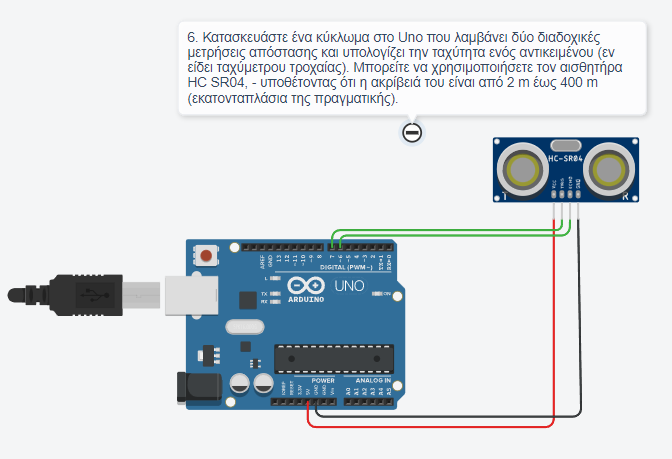 6. Κατασκευάστε ένα κύκλωμα στο Uno που λαμβάνει δύο διαδοχικές
μετρήσεις απόστασης και υπολογίζει την ταχύτητα ενός αντικειμένου (εν
είδει ταχύμετρου τροχαίας). Μπορείτε να χρησιμοποιήσετε τον αισθητήρα
HC SR04, - υποθέτοντας ότι η ακρίβειά του είναι από 2 m έως 400 m
(εκατονταπλάσια της πραγματικής).
HC-SR04
VCC
TRIG
ECHO
GND
T
R
AREF
GND
13
12
~11
~10
~9
8
7
~6
~5
4
~3
2
TX→1
RX←0
DIGITAL (PWM~)
L
TX
RX
ARDUINO
UNO
ON
POWER
ANALOG IN
IOREF
RESET
3.3V
5V
GND
GND
Vin
A0
A1
A2
A3
A4
A5